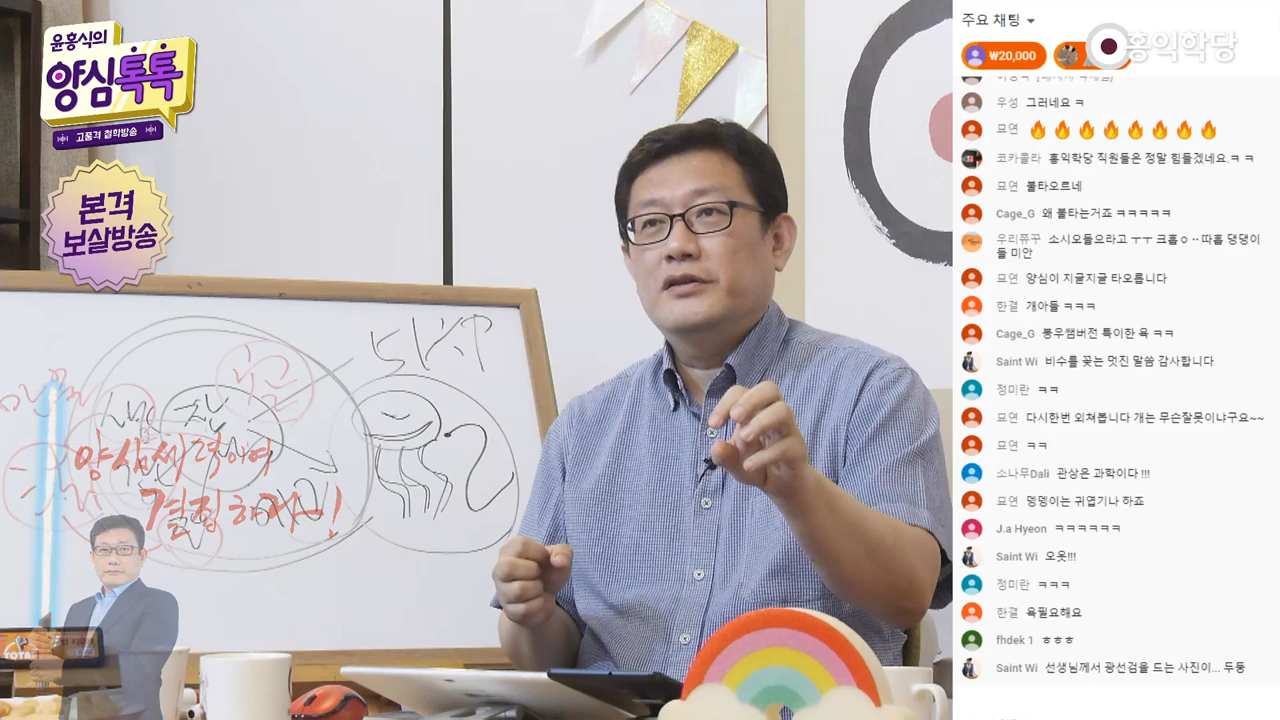 윤홍식의
양심톡톡
고품격 철학방송
본격
보살방송
양심세력이여
결집하라!
주요 채팅
₩20,000
홍익학당
우성 그러네요 ㅋ
묘연 🔥🔥🔥🔥🔥🔥🔥🔥
코카콜라 홍익학당 직원들은 정말 힘들겠네요.ㅋ ㅋ
묘연 불타오르네
Cage_G 왜 불타는거죠 ㅋㅋㅋㅋㅋ
우리쮸꾸 소시오들으라고 ㅜㅜ 크흡ㅇ··따흡 댕댕이
들 미안
묘연 양심이 지글지글 타오릅니다
한결 개아들 ㅋㅋㅋ
Cage_G 봉우쌤버전 특이한 욕 ㅋㅋ
Saint Wi 비수를 꽂는 멋진 말씀 감사합니다
정미란 ㅋㅋ
묘연 다시한번 외쳐봅니다 개는 무슨잘못이냐구요~~
묘연 ㅋㅋ
소나무Dali 관상은 과학이다 !!!
묘연 멍멍이는 귀엽기나 하죠
J.a Hyeon ㅋㅋㅋㅋㅋㅋ
Saint Wi 오옷!!!
정미란 ㅋㅋㅋ
한결 욕필요해요
fhdek 1 ㅎㅎㅎ
Saint Wi 선생님께서 광선검을 드는 사진이... 두둥